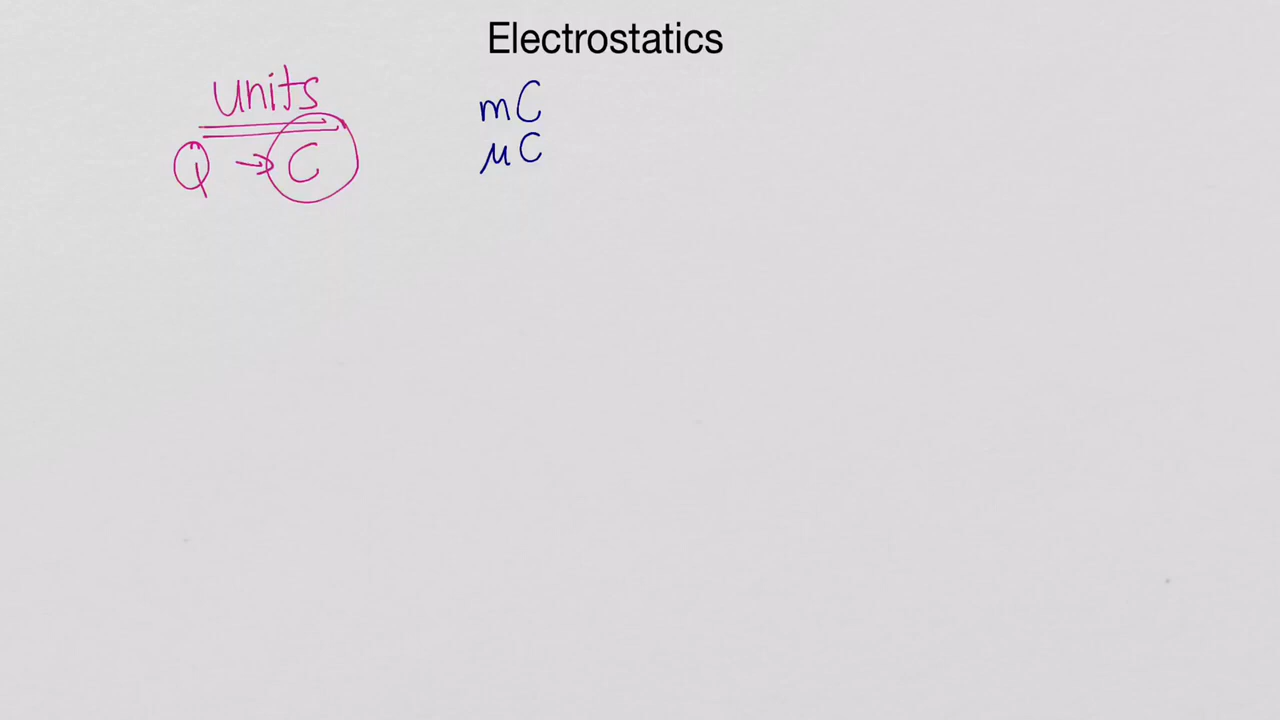 Electrostatics
units
Q → C
mC
μC